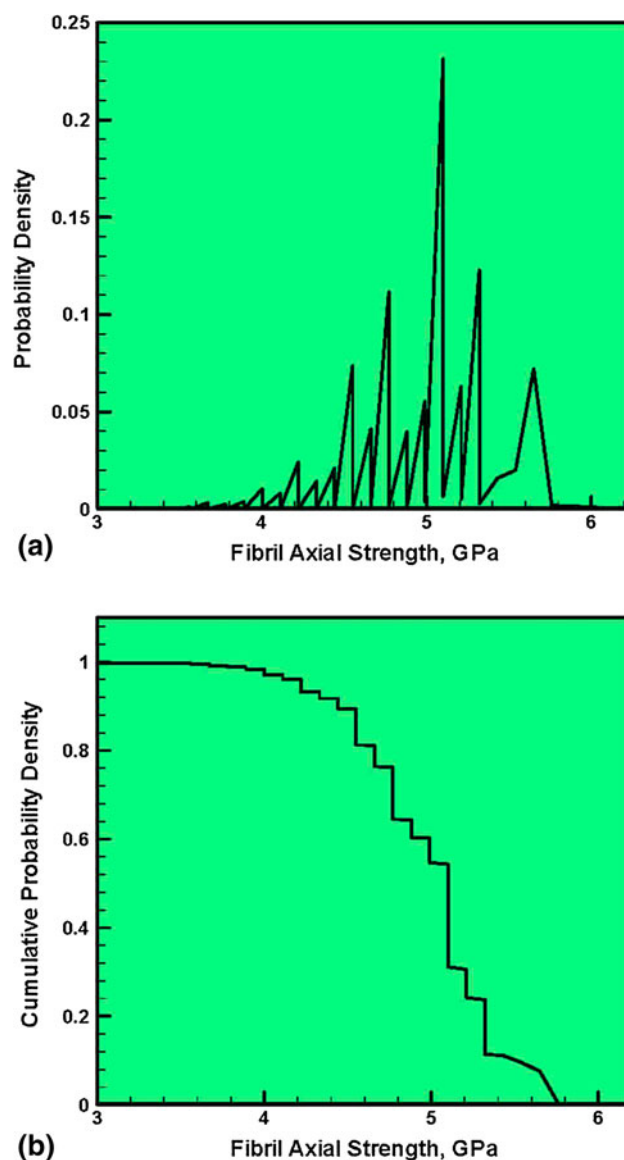 0.25
0.2
0.15
0.1
0.05
0
Probability Density
3 4 5 6
Fibril Axial Strength, GPa
(a)
1
0.8
0.6
0.4
0.2
0
Cumulative Probability Density
3 4 5 6
Fibril Axial Strength, GPa
(b)